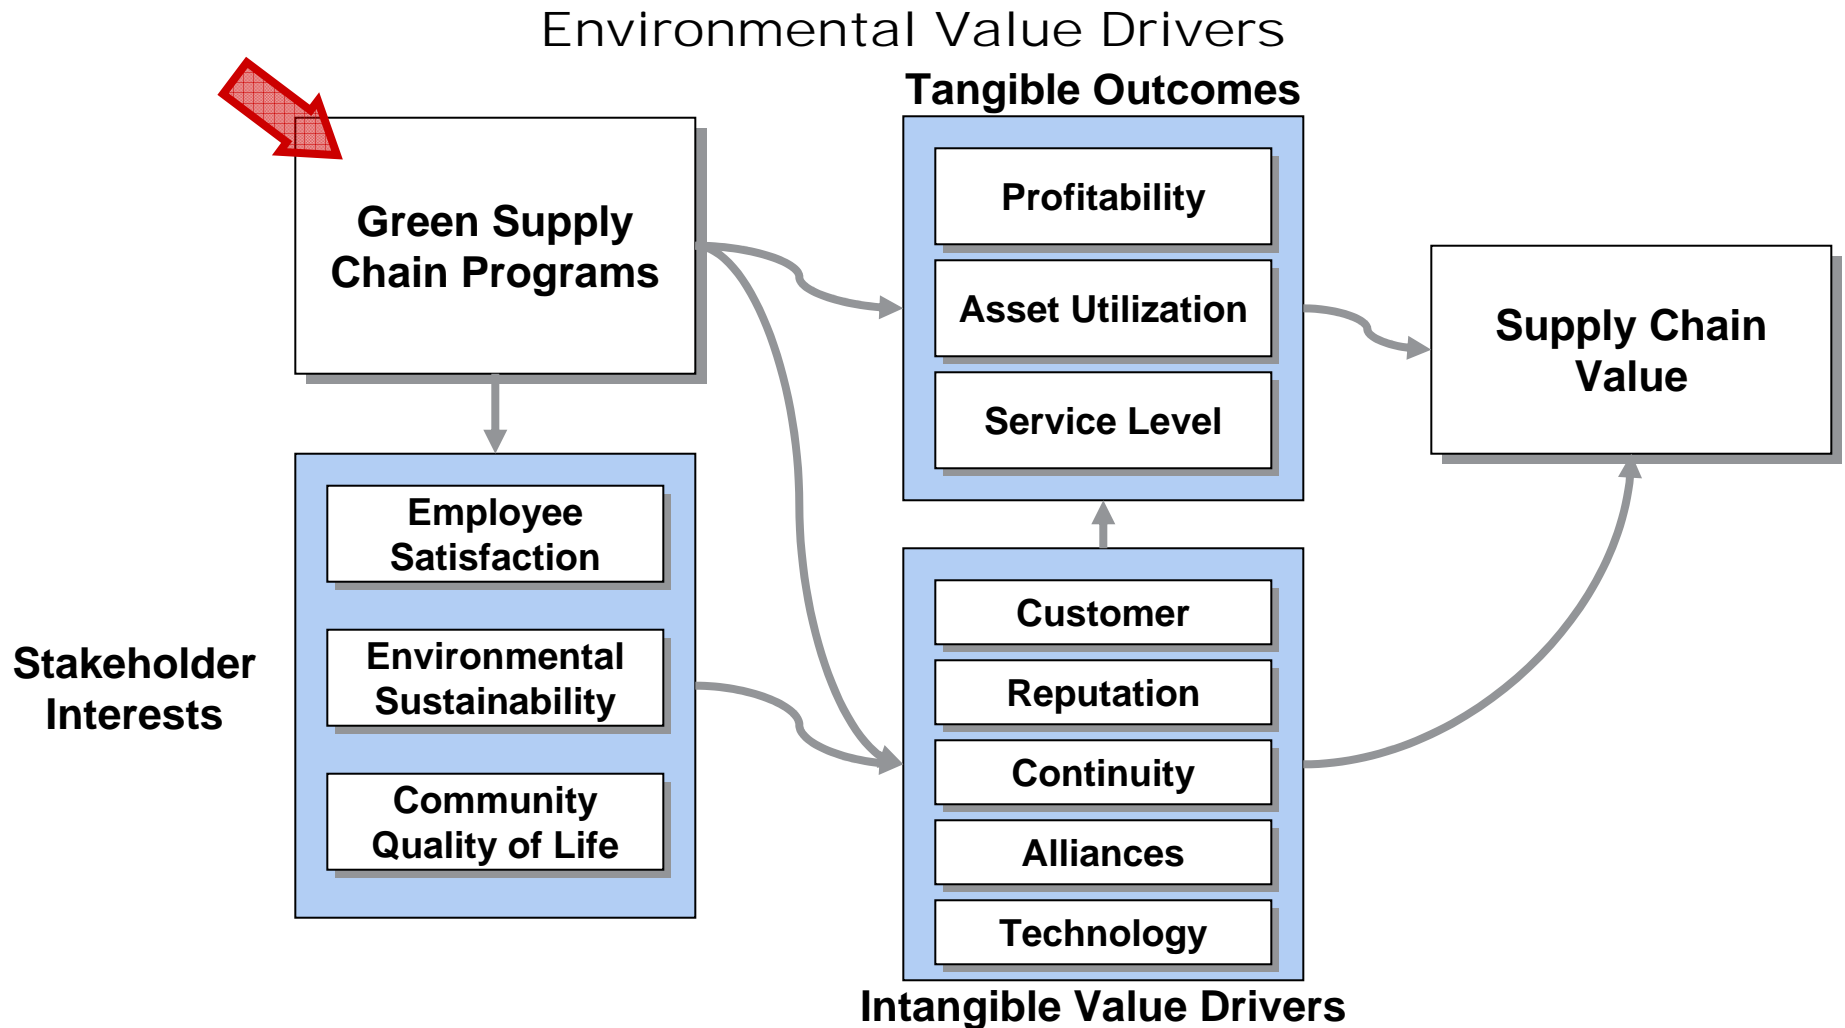 Environmental Value Drivers
Tangible Outcomes
Green Supply
Chain Programs
Profitability
Asset Utilization
Service Level
Supply Chain
Value
Stakeholder
Interests
Employee
Satisfaction
Environmental
Sustainability
Community
Quality of Life
Customer
Reputation
Continuity
Alliances
Technology
Intangible Value Drivers